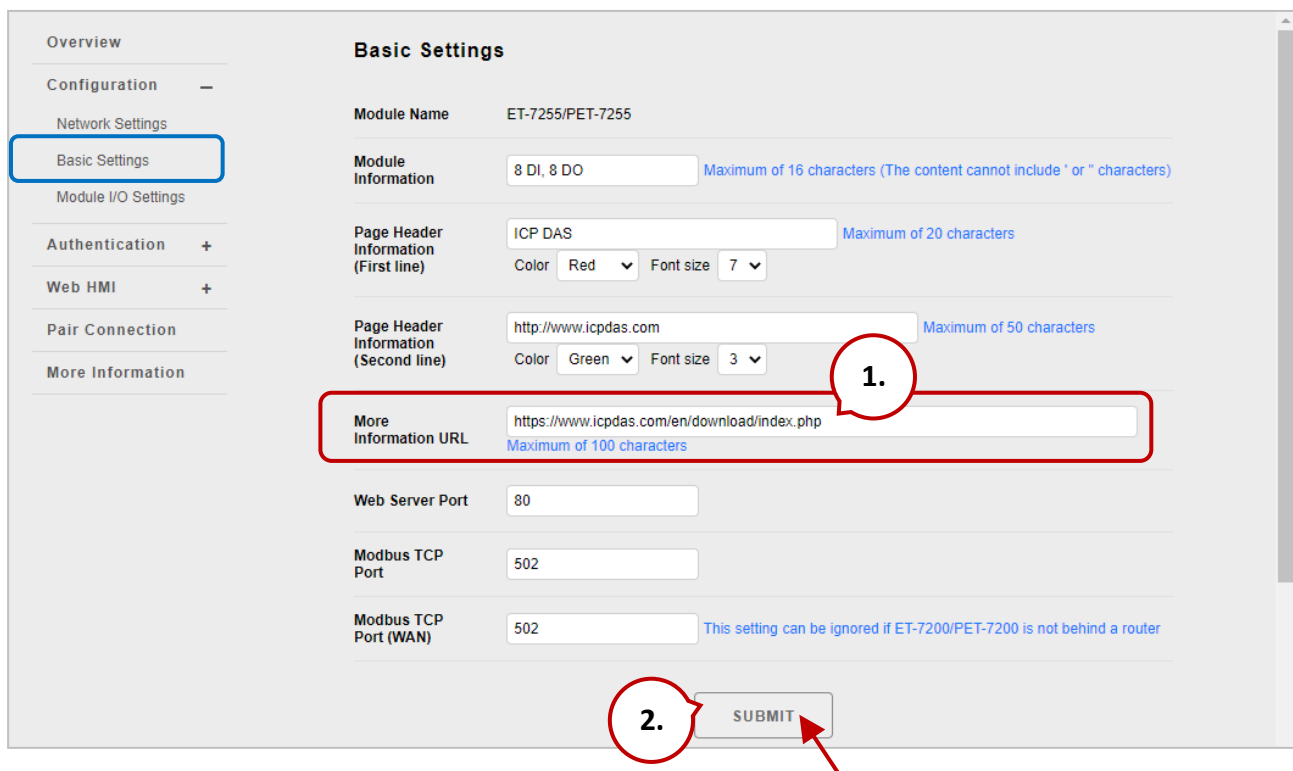 Overview
Configuration –
Network Settings
Basic Settings
Module I/O Settings
Authentication +
Web HMI +
Pair Connection
More Information
Basic Settings
Module Name ET-7255/PET-7255
Module
Information
8 DI, 8 DO Maximum of 16 characters (The content cannot include ' or " characters)
Page Header
Information
(First line)
ICP DAS Maximum of 20 characters
Color Red Font size 7
Page Header
Information
(Second line)
http://www.icpdas.com Maximum of 50 characters
Color Green Font size 3
1.
More
Information URL
https://www.icpdas.com/en/download/index.php
Maximum of 100 characters
Web Server Port 80
Modbus TCP
Port
502
Modbus TCP
Port (WAN)
502 This setting can be ignored if ET-7200/PET-7200 is not behind a router
2.
SUBMIT